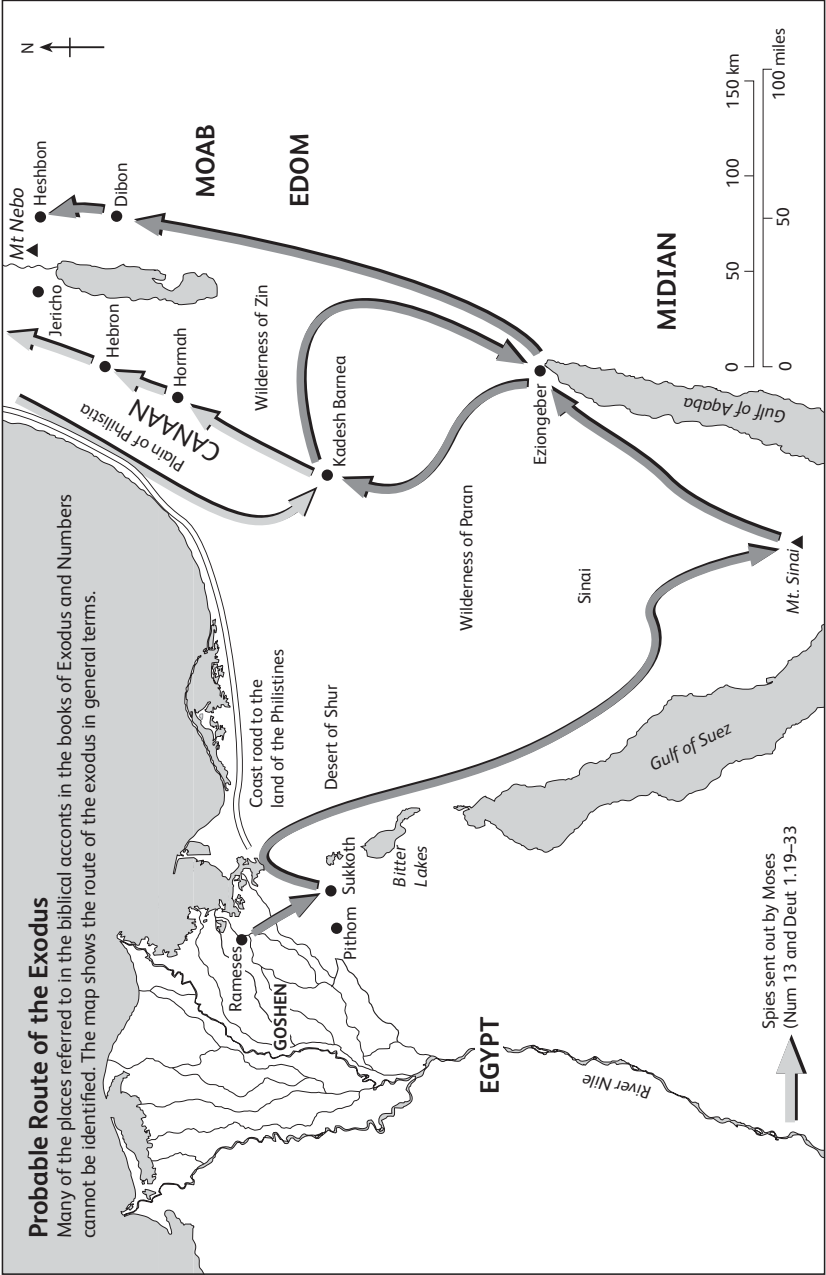 Probable Route of the Exodus
Many of the places referred to in the biblical acconts in the books of Exodus and Numbers
cannot be identified. The map shows the route of the exodus in general terms.
N
Mt Nebo
Heshbon
Jericho
Dibon
Hebron
MOAB
Hormah
CANAAN
Plain of Philistia
Wilderness of Zin
EDOM
Kadesh Barnea
Coast road to the
land of the Philistines
Desert of Shur
Rameses
Sukkoth
Pithom
GOSHEN
Bitter
Lakes
Wilderness of Paran
Eziongeber
Sinai
EGYPT
River Nile
Gulf of Suez
Mt. Sinai
Gulf of Aqaba
MIDIAN
0
50
100
150 km
0
50
100 miles
Spies sent out by Moses
(Num 13 and Deut 1.19–33